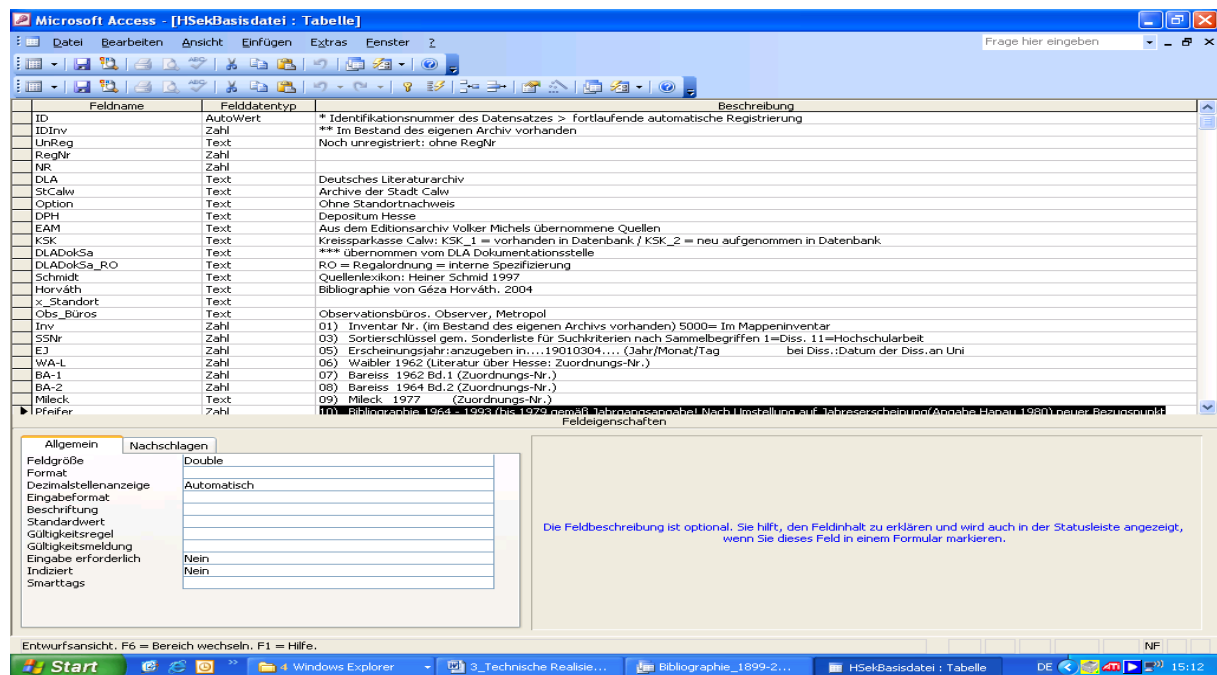 Microsoft Access - [HSekBasisdatei : Tabelle]
Datei Bearbeiten Ansicht Einfügen Extras Fenster ? Frage hier eingeben
Feldname Felddatentyp Beschreibung
ID AutoWert * Identifikationsnummer des Datensatzes > fortlaufende automatische Registrierung
IDInv Zahl ** Im Bestand des eigenen Archiv vorhanden
UnReg Text Noch unregistriert: ohne RegNr
RegNr Zahl
NR Zahl
DLA Text Deutsches Literaturarchiv
StCalw Text Archive der Stadt Calw
Option Text Ohne Standortnachweis
DPH Text Depositum Hesse
EAM Text Aus dem Editionsarchiv Volker Michels übernommene Quellen
KSK Text Kreissparkasse Calw: KSK_1 = vorhanden in Datenbank / KSK_2 = neu aufgenommen in Datenbank
DLADokSa Text *** übernommen vom DLA Dokumentationsstelle
DLADokSa_RO Text RO = Regalordnung = interne Spezifizierung
Schmidt Text Quellenlexikon: Heiner Schmid 1997
Horváth Text Bibliographie von Géza Horváth. 2004
x_Standort Text
Obs_Büros Text Observationsbüros. Observer, Metropol
Inv Zahl 01) Inventar Nr. (im Bestand des eigenen Archivs vorhanden) 5000= Im Mappeninventar
SSNr Zahl 03) Sortierschlüssel gem. Sonderliste für Suchkriterien nach Sammelbegriffen 1=Diss. 11=Hochschularbeit
EJ Zahl 05) Erscheinungsjahr:anzugeben in....19010304.... (Jahr/Monat/Tag bei Diss.:Datum der Diss.an Uni
WA-L Zahl 06) Waibler 1962 (Literatur über Hesse: Zuordnungs-Nr.)
BA-1 Zahl 07) Bareiss 1962 Bd.1 (Zuordnungs-Nr.)
BA-2 Zahl 08) Bareiss 1964 Bd.2 (Zuordnungs-Nr.)
Mileck Text 09) Mileck 1977 (Zuordnungs-Nr.)
Pfeifer Zahl 10) Bibliographie 1964 - 1993 (bis 1979 gemäß Jahrgangsangabe! Nach Umstellung auf Jahreserscheinung(Angabe Hanau 1980) neuer Bezugspunkt
Feldeigenschaften
Allgemein Nachschlagen
Feldgröße Double
Format
Dezimalstellenanzeige Automatisch
Eingabeformat
Beschriftung
Standardwert
Gültigkeitsregel
Gültigkeitsmeldung
Eingabe erforderlich Nein
Indiziert Nein
Smarttags
Die Feldbeschreibung ist optional. Sie hilft, den Feldinhalt zu erklären und wird auch in der Statusleiste angezeigt,
wenn Sie dieses Feld in einem Formular markieren.
Entwurfsansicht. F6 = Bereich wechseln. F1 = Hilfe. NF
Start 4 Windows Explorer 3_Technische Realisie... Bibliographie_1899-2... HSekBasisdatei : Tabelle DE 15:12